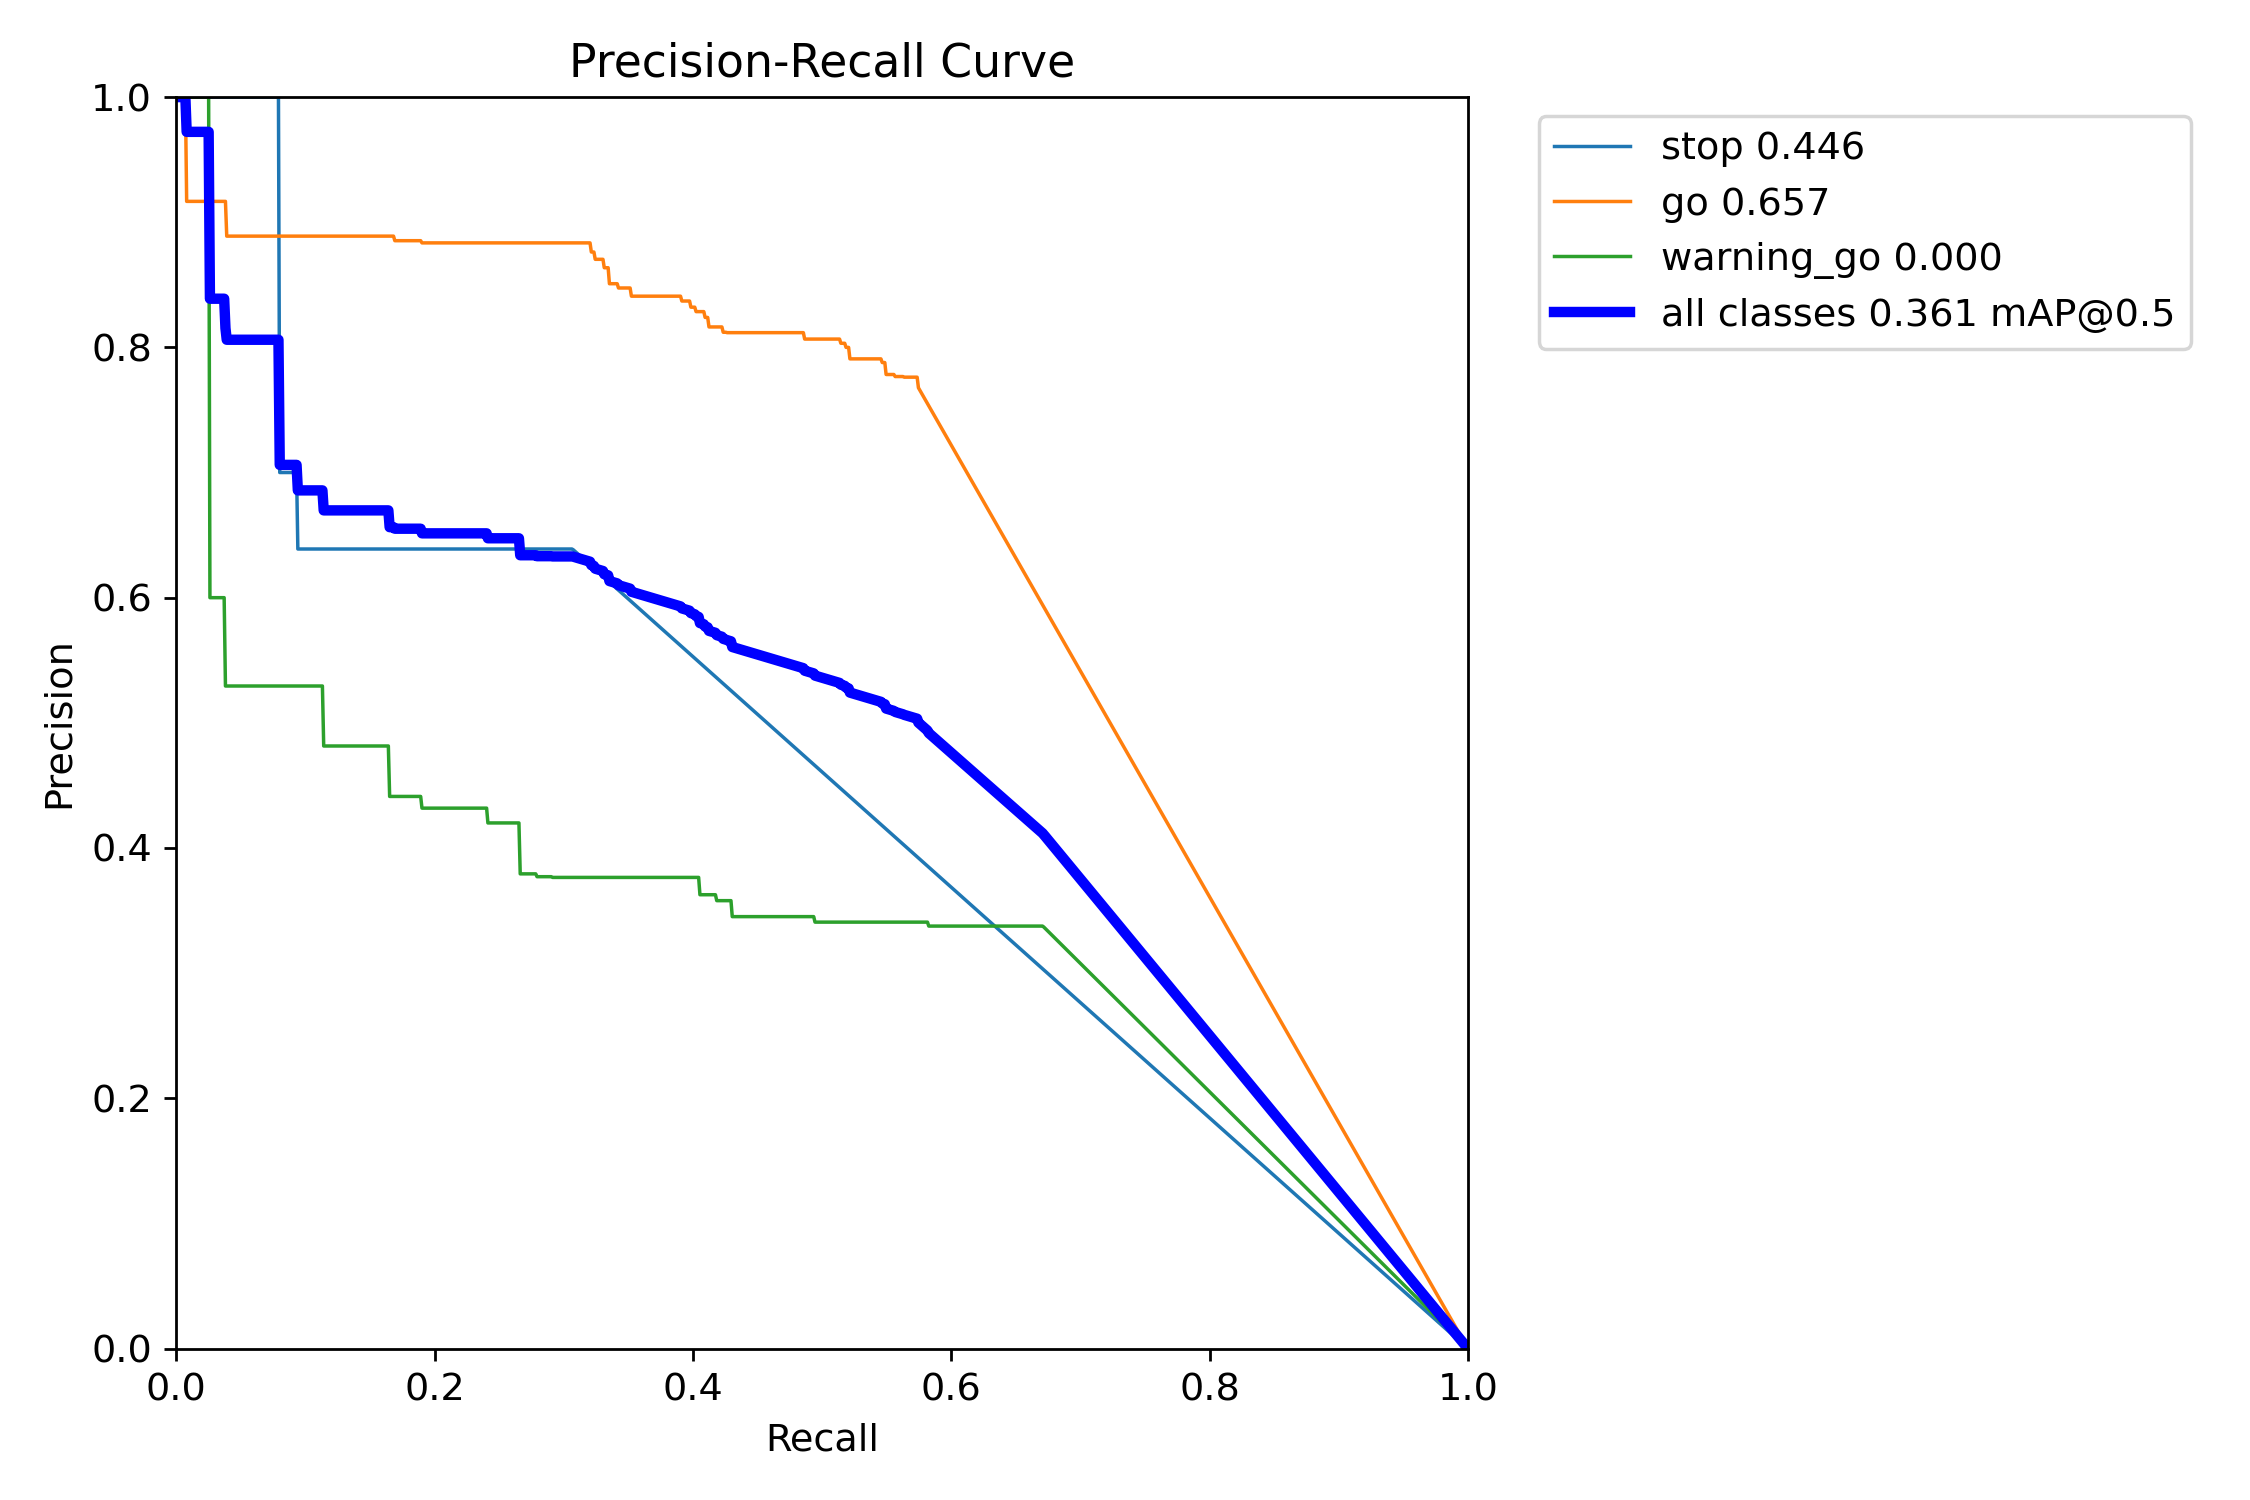 Precision-Recall Curve
1.0
0.8
0.6
0.4
0.2
0.0
Precision
0.0 0.2 0.4 0.6 0.8 1.0
Recall
stop 0.446
go 0.657
warning_go 0.000
all classes 0.361 mAP@0.5